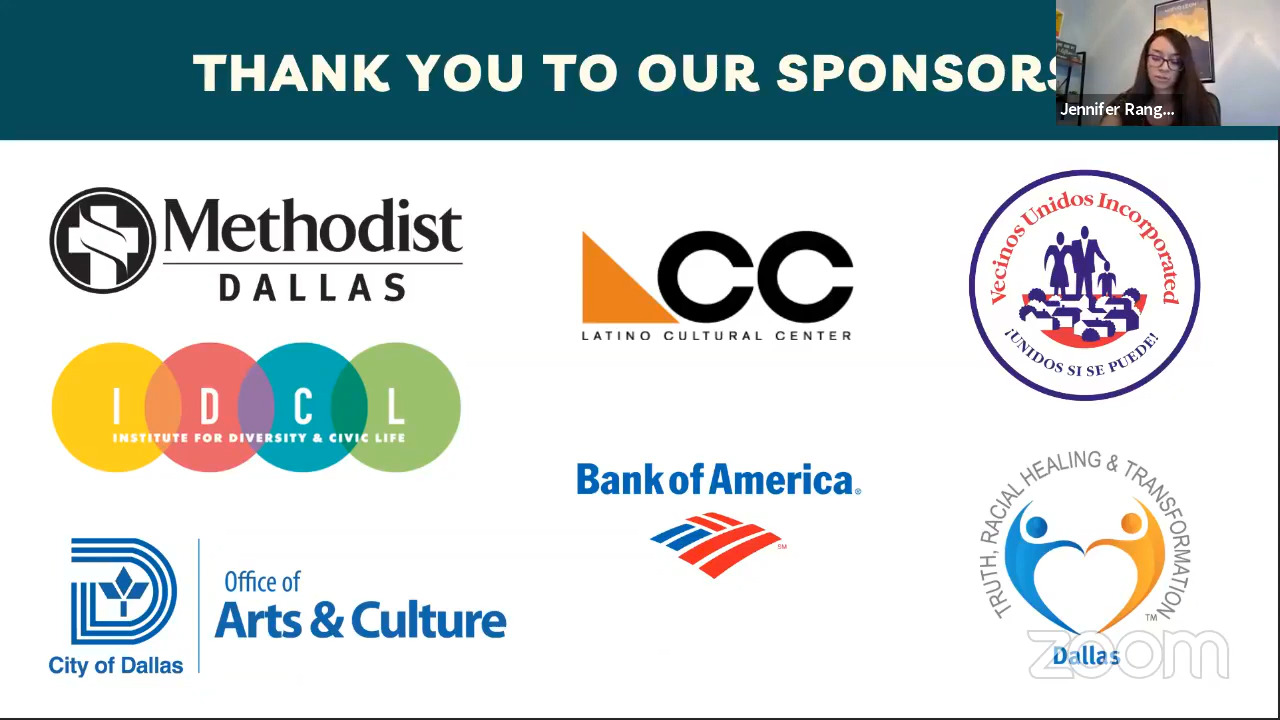 THANK YOU TO OUR SPONSORS
Jennifer Rang...
Methodist
DALLAS
LCC
LATINO CULTURAL CENTER
Vecinos Unidos Incorporated
¡UNIDOS SI SE PUEDE!
I D C L
INSTITUTE FOR DIVERSITY & CIVIC LIFE
Bank of America®
SM
TRUTH, RACIAL HEALING & TRANSFORMATION
TM
Dallas
zoom
Office of
Arts & Culture
City of Dallas